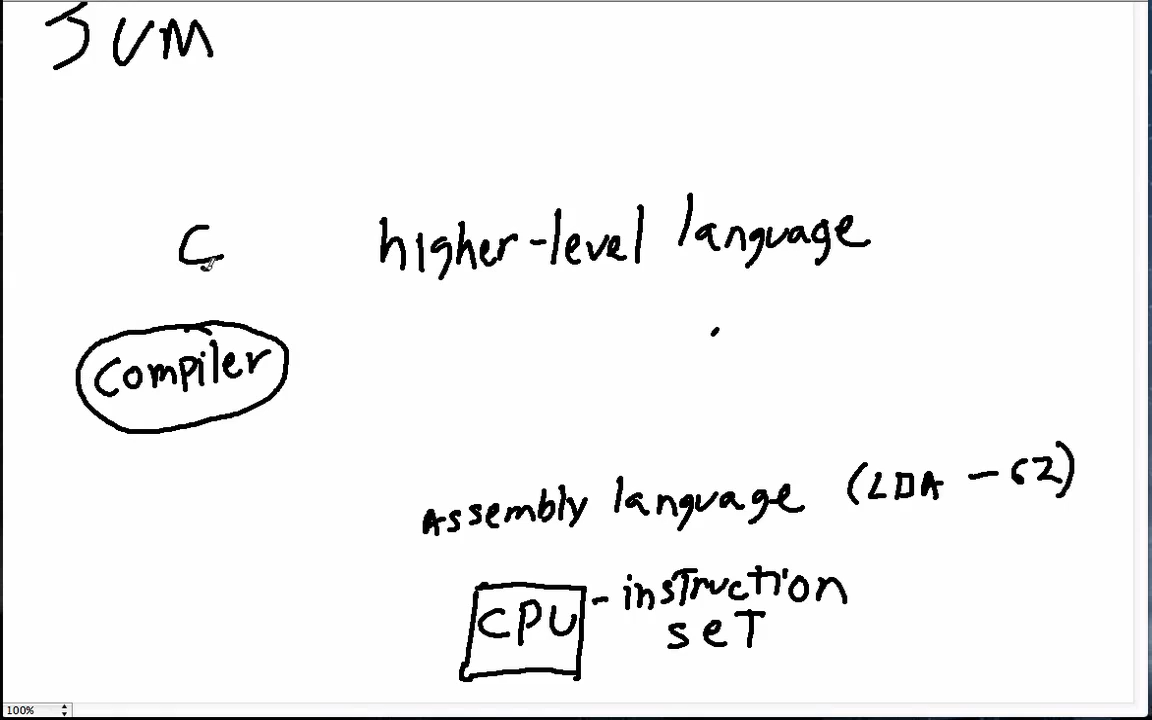 JVM
C higher-level language
Compiler
Assembly language (LDA - 62)
CPU - instruction
set
100%